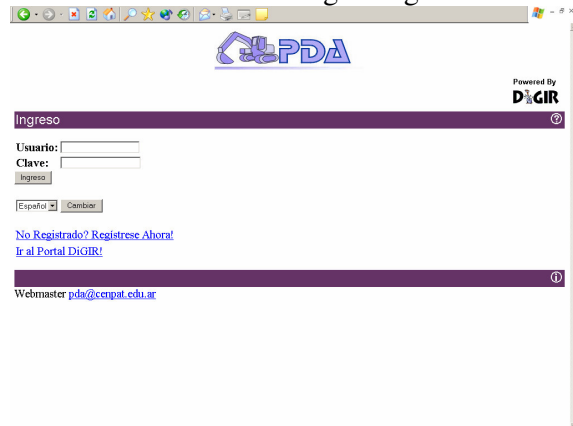 PDA
Powered By
DiGIR
Ingreso
Usuario:
Clave:
Ingreso
Español Cambiar
No Registrado? Regístrese Ahora!
Ir al Portal DiGIR!
Webmaster pda@cenpat.edu.ar